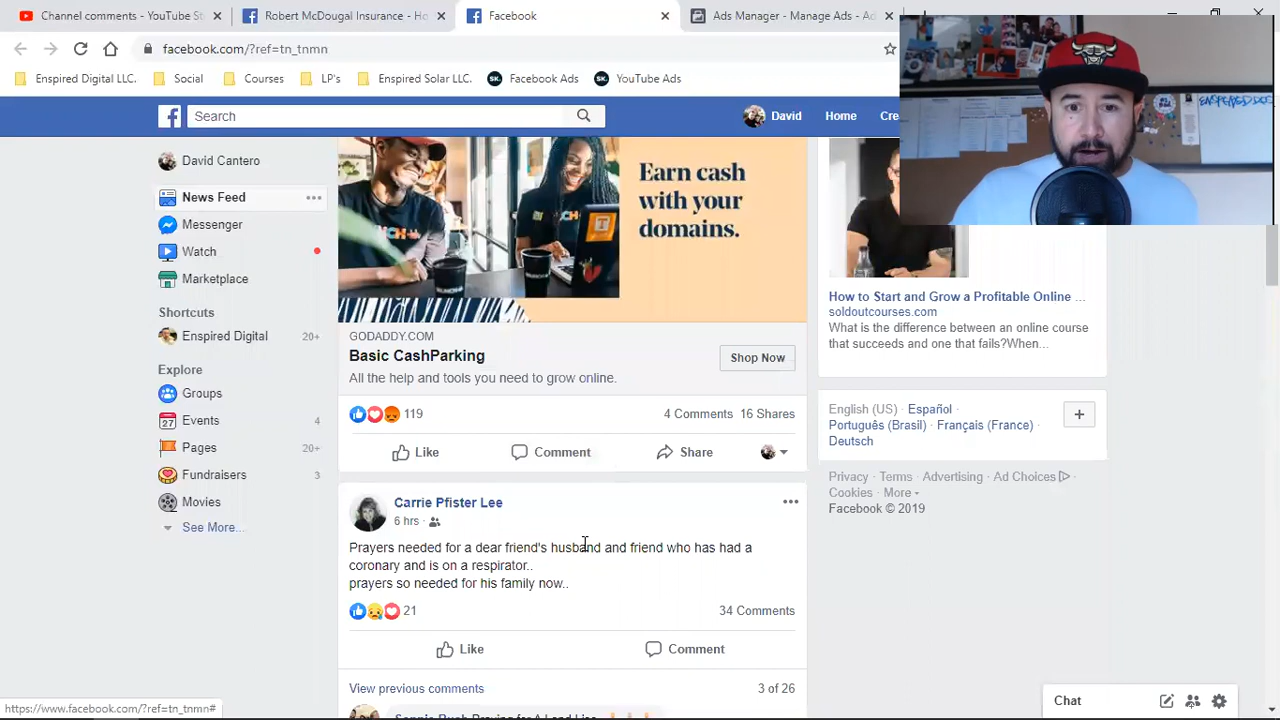 Creator comments - YouTube St
Robert McDougal Insurance - Ho
Facebook
Ads Manager - Manage Ads - Ad
facebook.com/?ref=tn_tnmn
Enspired Digital LLC.
Social
Courses
LP's
Enspired Solar LLC.
Facebook Ads
YouTube Ads
Search
David
Home
Cre
David Cantero
News Feed
Messenger
Watch
Marketplace
Shortcuts
Enspired Digital 20+
Explore
Groups
Events
Pages 20+
Fundraisers 3
Movies
See More...
Earn cash
with your
domains.
GODADDY.COM
Basic CashParking
All the help and tools you need to grow online.
Shop Now
119
4 Comments 16 Shares
Like
Comment
Share
Carrie Pfister Lee
6 hrs
Prayers needed for a dear friend's husband and friend who has had a
coronary and is on a respirator..
prayers so needed for his family now..
21
34 Comments
Like
Comment
View previous comments
3 of 26
How to Start and Grow a Profitable Online ...
soldoutcourses.com
What is the difference between an online course
that succeeds and one that fails?When...
English (US) · Español ·
Português (Brasil) · Français (France) ·
Deutsch
Privacy · Terms · Advertising · Ad Choices ·
Cookies · More
Facebook © 2019
Chat
https://www.facebook.com/?ref=tn_tnmn#